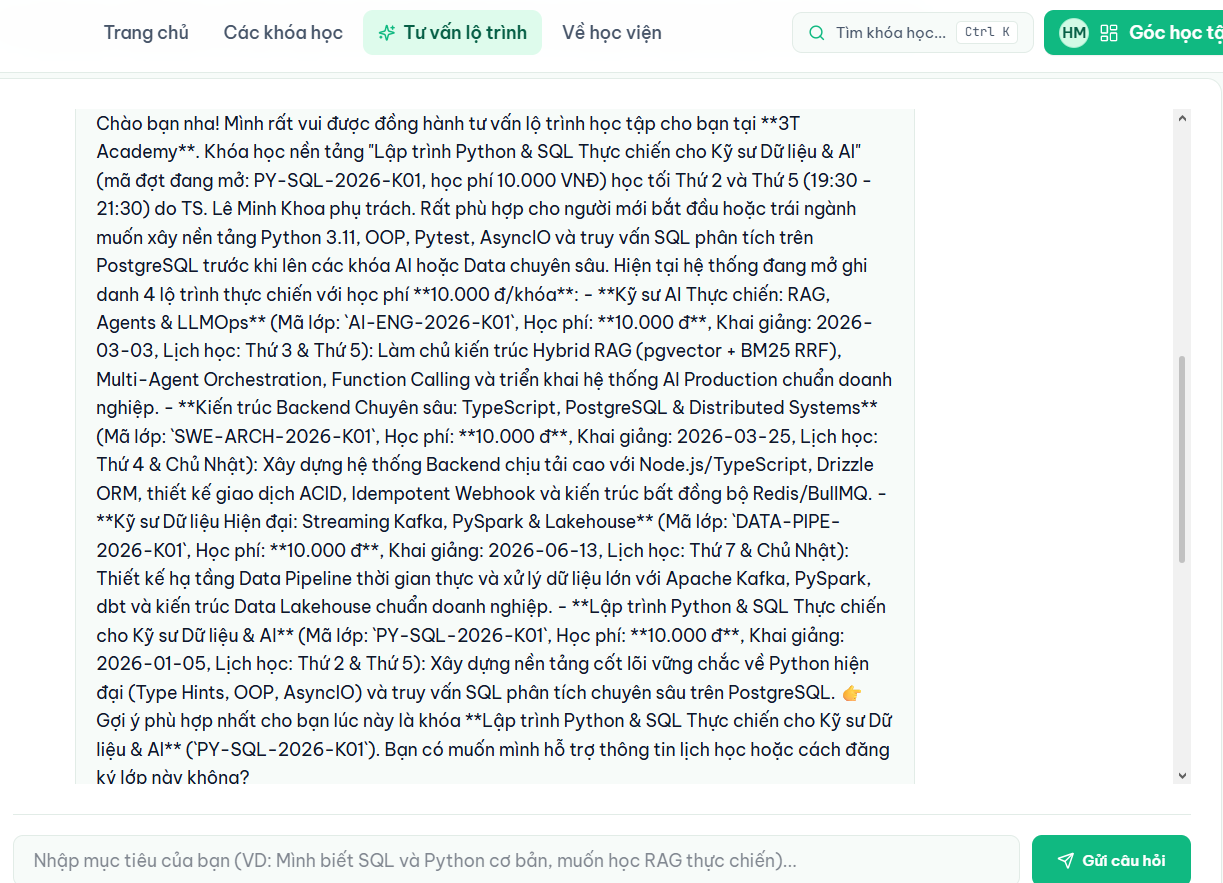 Trang chủ
Các khóa học
Tư vấn lộ trình
Về học viện
Tìm khóa học...
Ctrl K
HM
Góc học tậ
Chào bạn nha! Mình rất vui được đồng hành tư vấn lộ trình học tập cho bạn tại **3T
Academy**. Khóa học nền tảng "Lập trình Python & SQL Thực chiến cho Kỹ sư Dữ liệu & AI"
(mã đợt đang mở: PY-SQL-2026-K01, học phí 10.000 VNĐ) học tối Thứ 2 và Thứ 5 (19:30 -
21:30) do TS. Lê Minh Khoa phụ trách. Rất phù hợp cho người mới bắt đầu hoặc trái ngành
muốn xây nền tảng Python 3.11, OOP, Pytest, AsyncIO và truy vấn SQL phân tích trên
PostgreSQL trước khi lên các khóa AI hoặc Data chuyên sâu. Hiện tại hệ thống đang mở ghi
danh 4 lộ trình thực chiến với học phí **10.000 đ/khóa**: - **Kỹ sư AI Thực chiến: RAG,
Agents & LLMOps** (Mã lớp: `AI-ENG-2026-K01`, Học phí: **10.000 đ**, Khai giảng: 2026-
03-03, Lịch học: Thứ 3 & Thứ 5): Làm chủ kiến trúc Hybrid RAG (pgvector + BM25 RRF),
Multi-Agent Orchestration, Function Calling và triển khai hệ thống AI Production chuẩn doanh
nghiệp. - **Kiến trúc Backend Chuyên sâu: TypeScript, PostgreSQL & Distributed Systems**
(Mã lớp: `SWE-ARCH-2026-K01`, Học phí: **10.000 đ**, Khai giảng: 2026-03-25, Lịch học:
Thứ 4 & Chủ Nhật): Xây dựng hệ thống Backend chịu tải cao với Node.js/TypeScript, Drizzle
ORM, thiết kế giao dịch ACID, Idempotent Webhook và kiến trúc bất đồng bộ Redis/BullMQ. -
**Kỹ sư Dữ liệu Hiện đại: Streaming Kafka, PySpark & Lakehouse** (Mã lớp: `DATA-PIPE-
2026-K01`, Học phí: **10.000 đ**, Khai giảng: 2026-06-13, Lịch học: Thứ 7 & Chủ Nhật):
Thiết kế hạ tầng Data Pipeline thời gian thực và xử lý dữ liệu lớn với Apache Kafka, PySpark,
dbt và kiến trúc Data Lakehouse chuẩn doanh nghiệp. - **Lập trình Python & SQL Thực chiến
cho Kỹ sư Dữ liệu & AI** (Mã lớp: `PY-SQL-2026-K01`, Học phí: **10.000 đ**, Khai giảng:
2026-01-05, Lịch học: Thứ 2 & Thứ 5): Xây dựng nền tảng cốt lõi vững chắc về Python hiện
đại (Type Hints, OOP, AsyncIO) và truy vấn SQL phân tích chuyên sâu trên PostgreSQL. 👉
Gợi ý phù hợp nhất cho bạn lúc này là khóa **Lập trình Python & SQL Thực chiến cho Kỹ sư Dữ
liệu & AI** (`PY-SQL-2026-K01`). Bạn có muốn mình hỗ trợ thông tin lịch học hoặc cách đăng
ký lớp này không?
Nhập mục tiêu của bạn (VD: Mình biết SQL và Python cơ bản, muốn học RAG thực chiến)...
Gửi câu hỏi